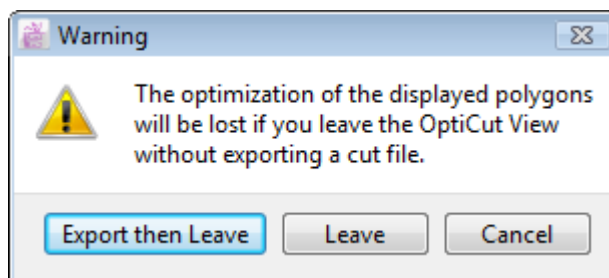 Warning
The optimization of the displayed polygons
will be lost if you leave the OptiCut View
without exporting a cut file.
Export then Leave
Leave
Cancel